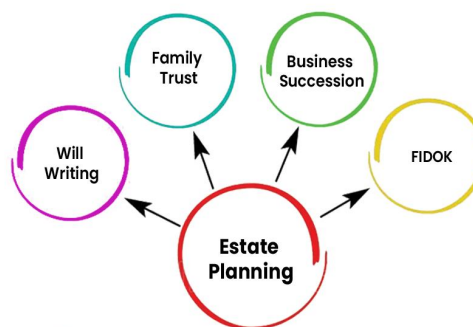 Family
Trust
Business
Succession
Will
Writing
FIDOK
Estate
Planning